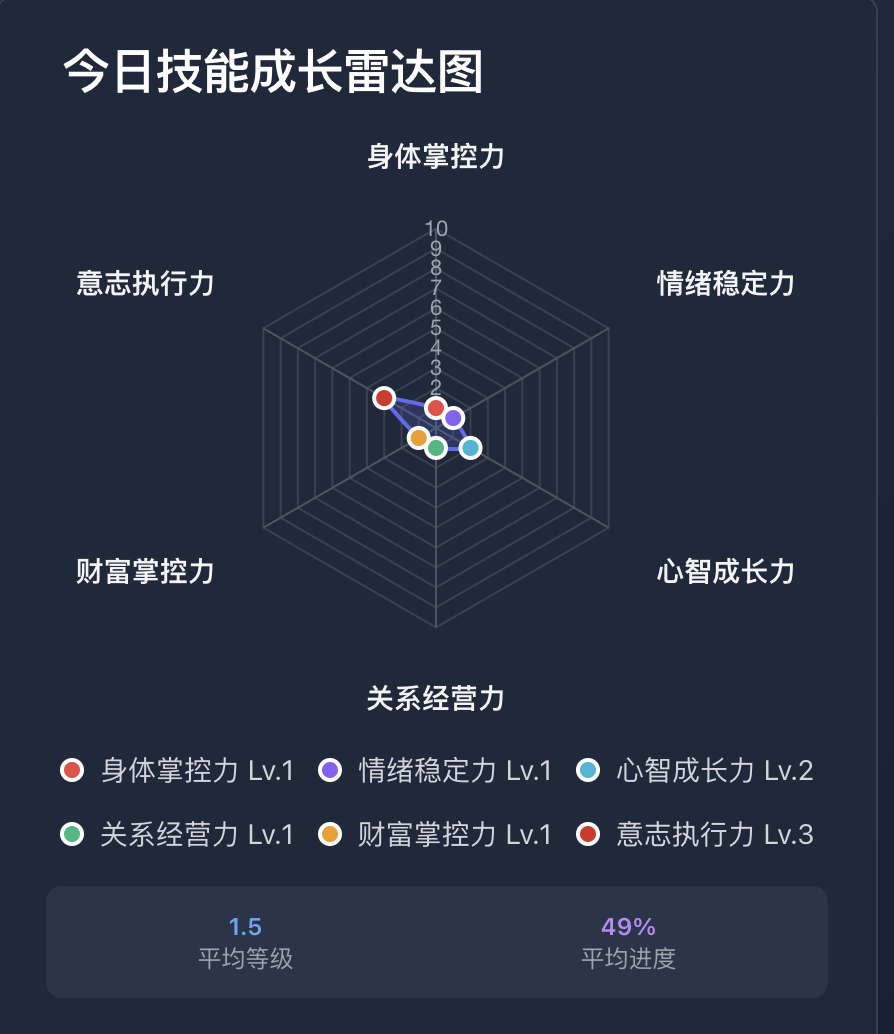 今日技能成长雷达图
身体掌控力
意志执行力
情绪稳定力
10
9
8
7
6
5
4
3
2
财富掌控力
心智成长力
关系经营力
身体掌控力 Lv.1 情绪稳定力 Lv.1 心智成长力 Lv.2
关系经营力 Lv.1 财富掌控力 Lv.1 意志执行力 Lv.3
1.5 49%
平均等级 平均进度